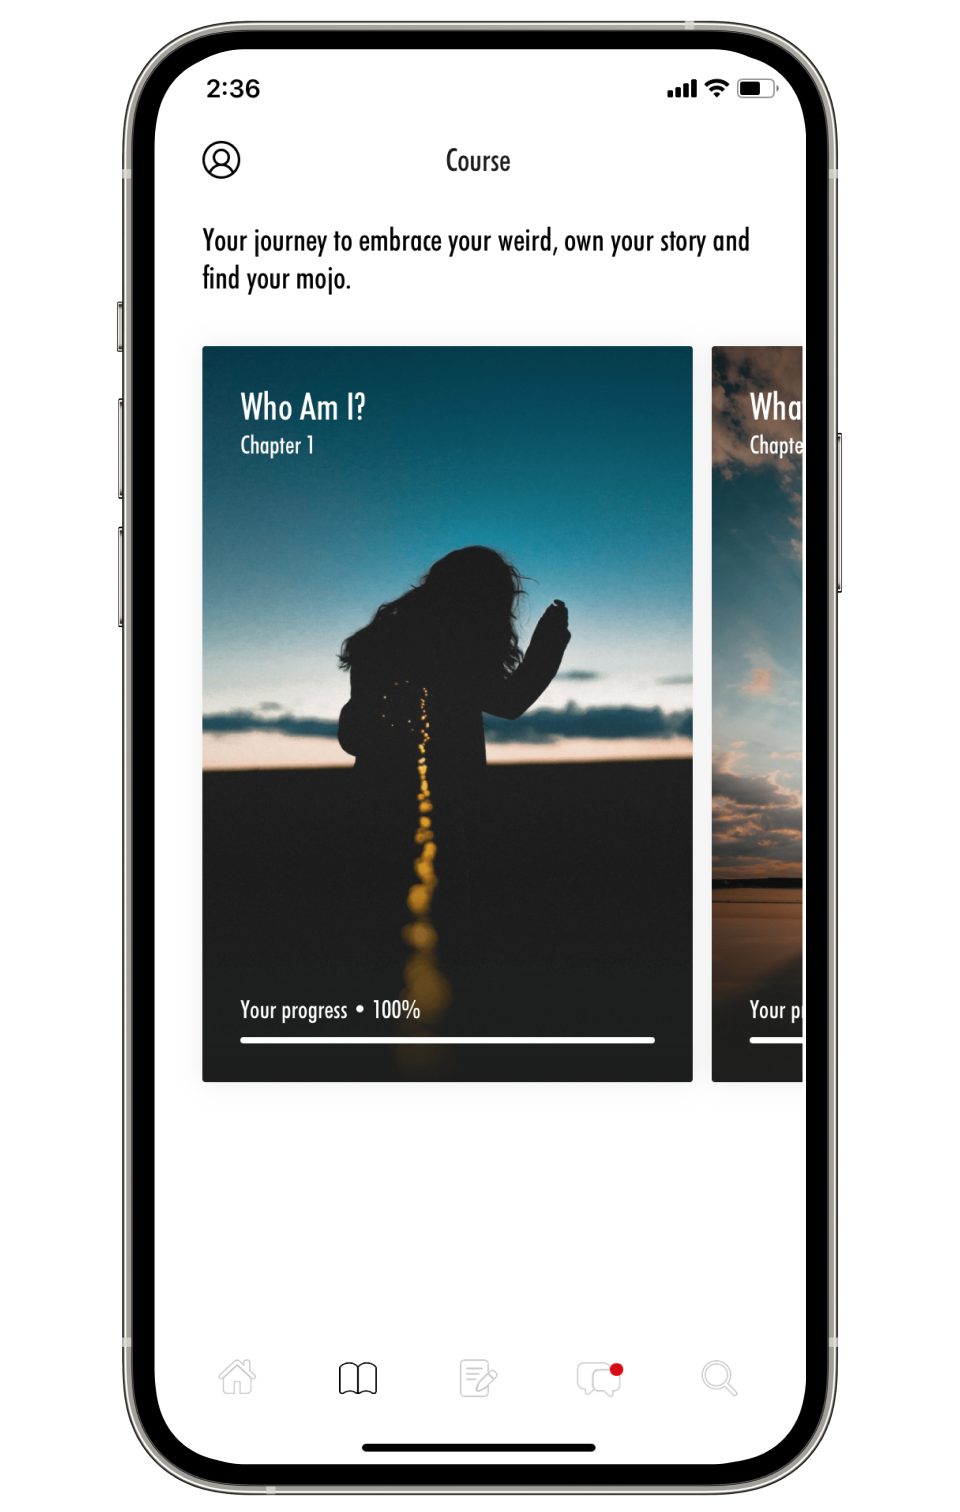 2:36
Course
Your journey to embrace your weird, own your story and
find your mojo.
Who Am I?
Chapter 1
Your progress • 100%
Wha
Chapte
Your p